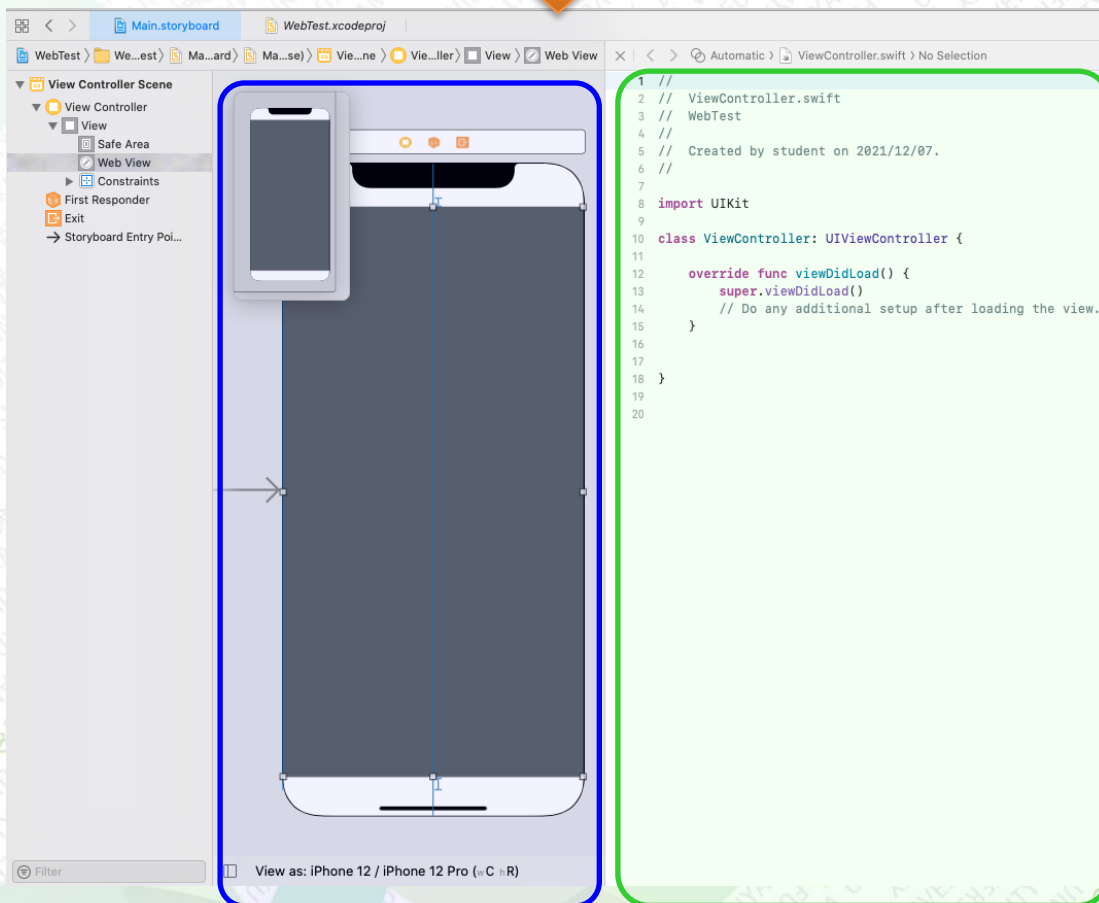 Main.storyboard
WebTest.xcodeproj
WebTest 〉 We...est 〉 Ma...ard 〉 Ma...se) 〉 Vie...ne 〉 Vie...ller 〉 View 〉 Web View
Automatic 〉 ViewController.swift 〉 No Selection
View Controller Scene
View Controller
View
Safe Area
Web View
Constraints
First Responder
Exit
Storyboard Entry Poi...
Filter
View as: iPhone 12 / iPhone 12 Pro (wC hR)
1 //
2 // ViewController.swift
3 // WebTest
4 //
5 // Created by student on 2021/12/07.
6 //
7
8 import UIKit
9
10 class ViewController: UIViewController {
11
12 override func viewDidLoad() {
13 super.viewDidLoad()
14 // Do any additional setup after loading the view.
15 }
16
17
18 }
19
20